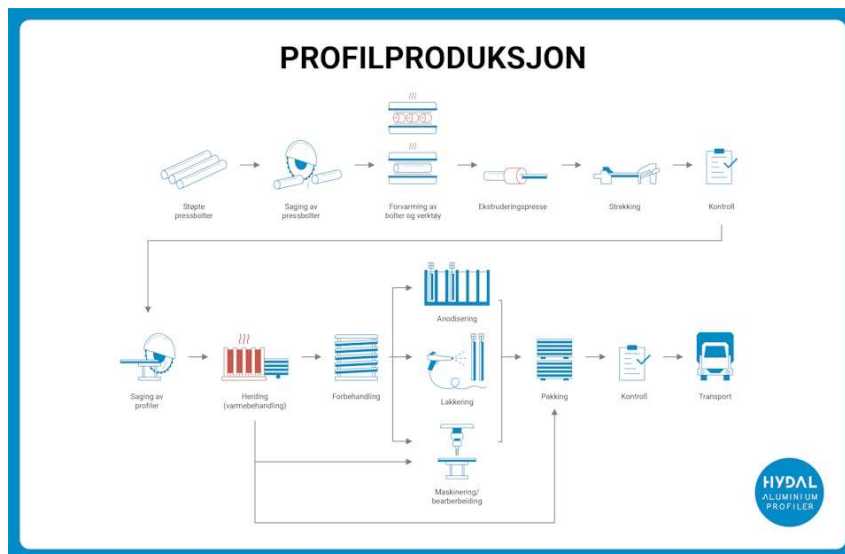 PROFILPRODUKSJON
Støpte
pressbolter
Saging av
pressbolter
Forvarming av
bolter og verktøy
Ekstruderingspresse
Strekking
Kontroll
Anodisering
Saging av
profiler
Herding
(varmebehandling)
Forbehandling
Lakkering
Pakking
Kontroll
Transport
Maskinering/
bearberbeiding
HYDAL
ALUMINIUM
PROFILER